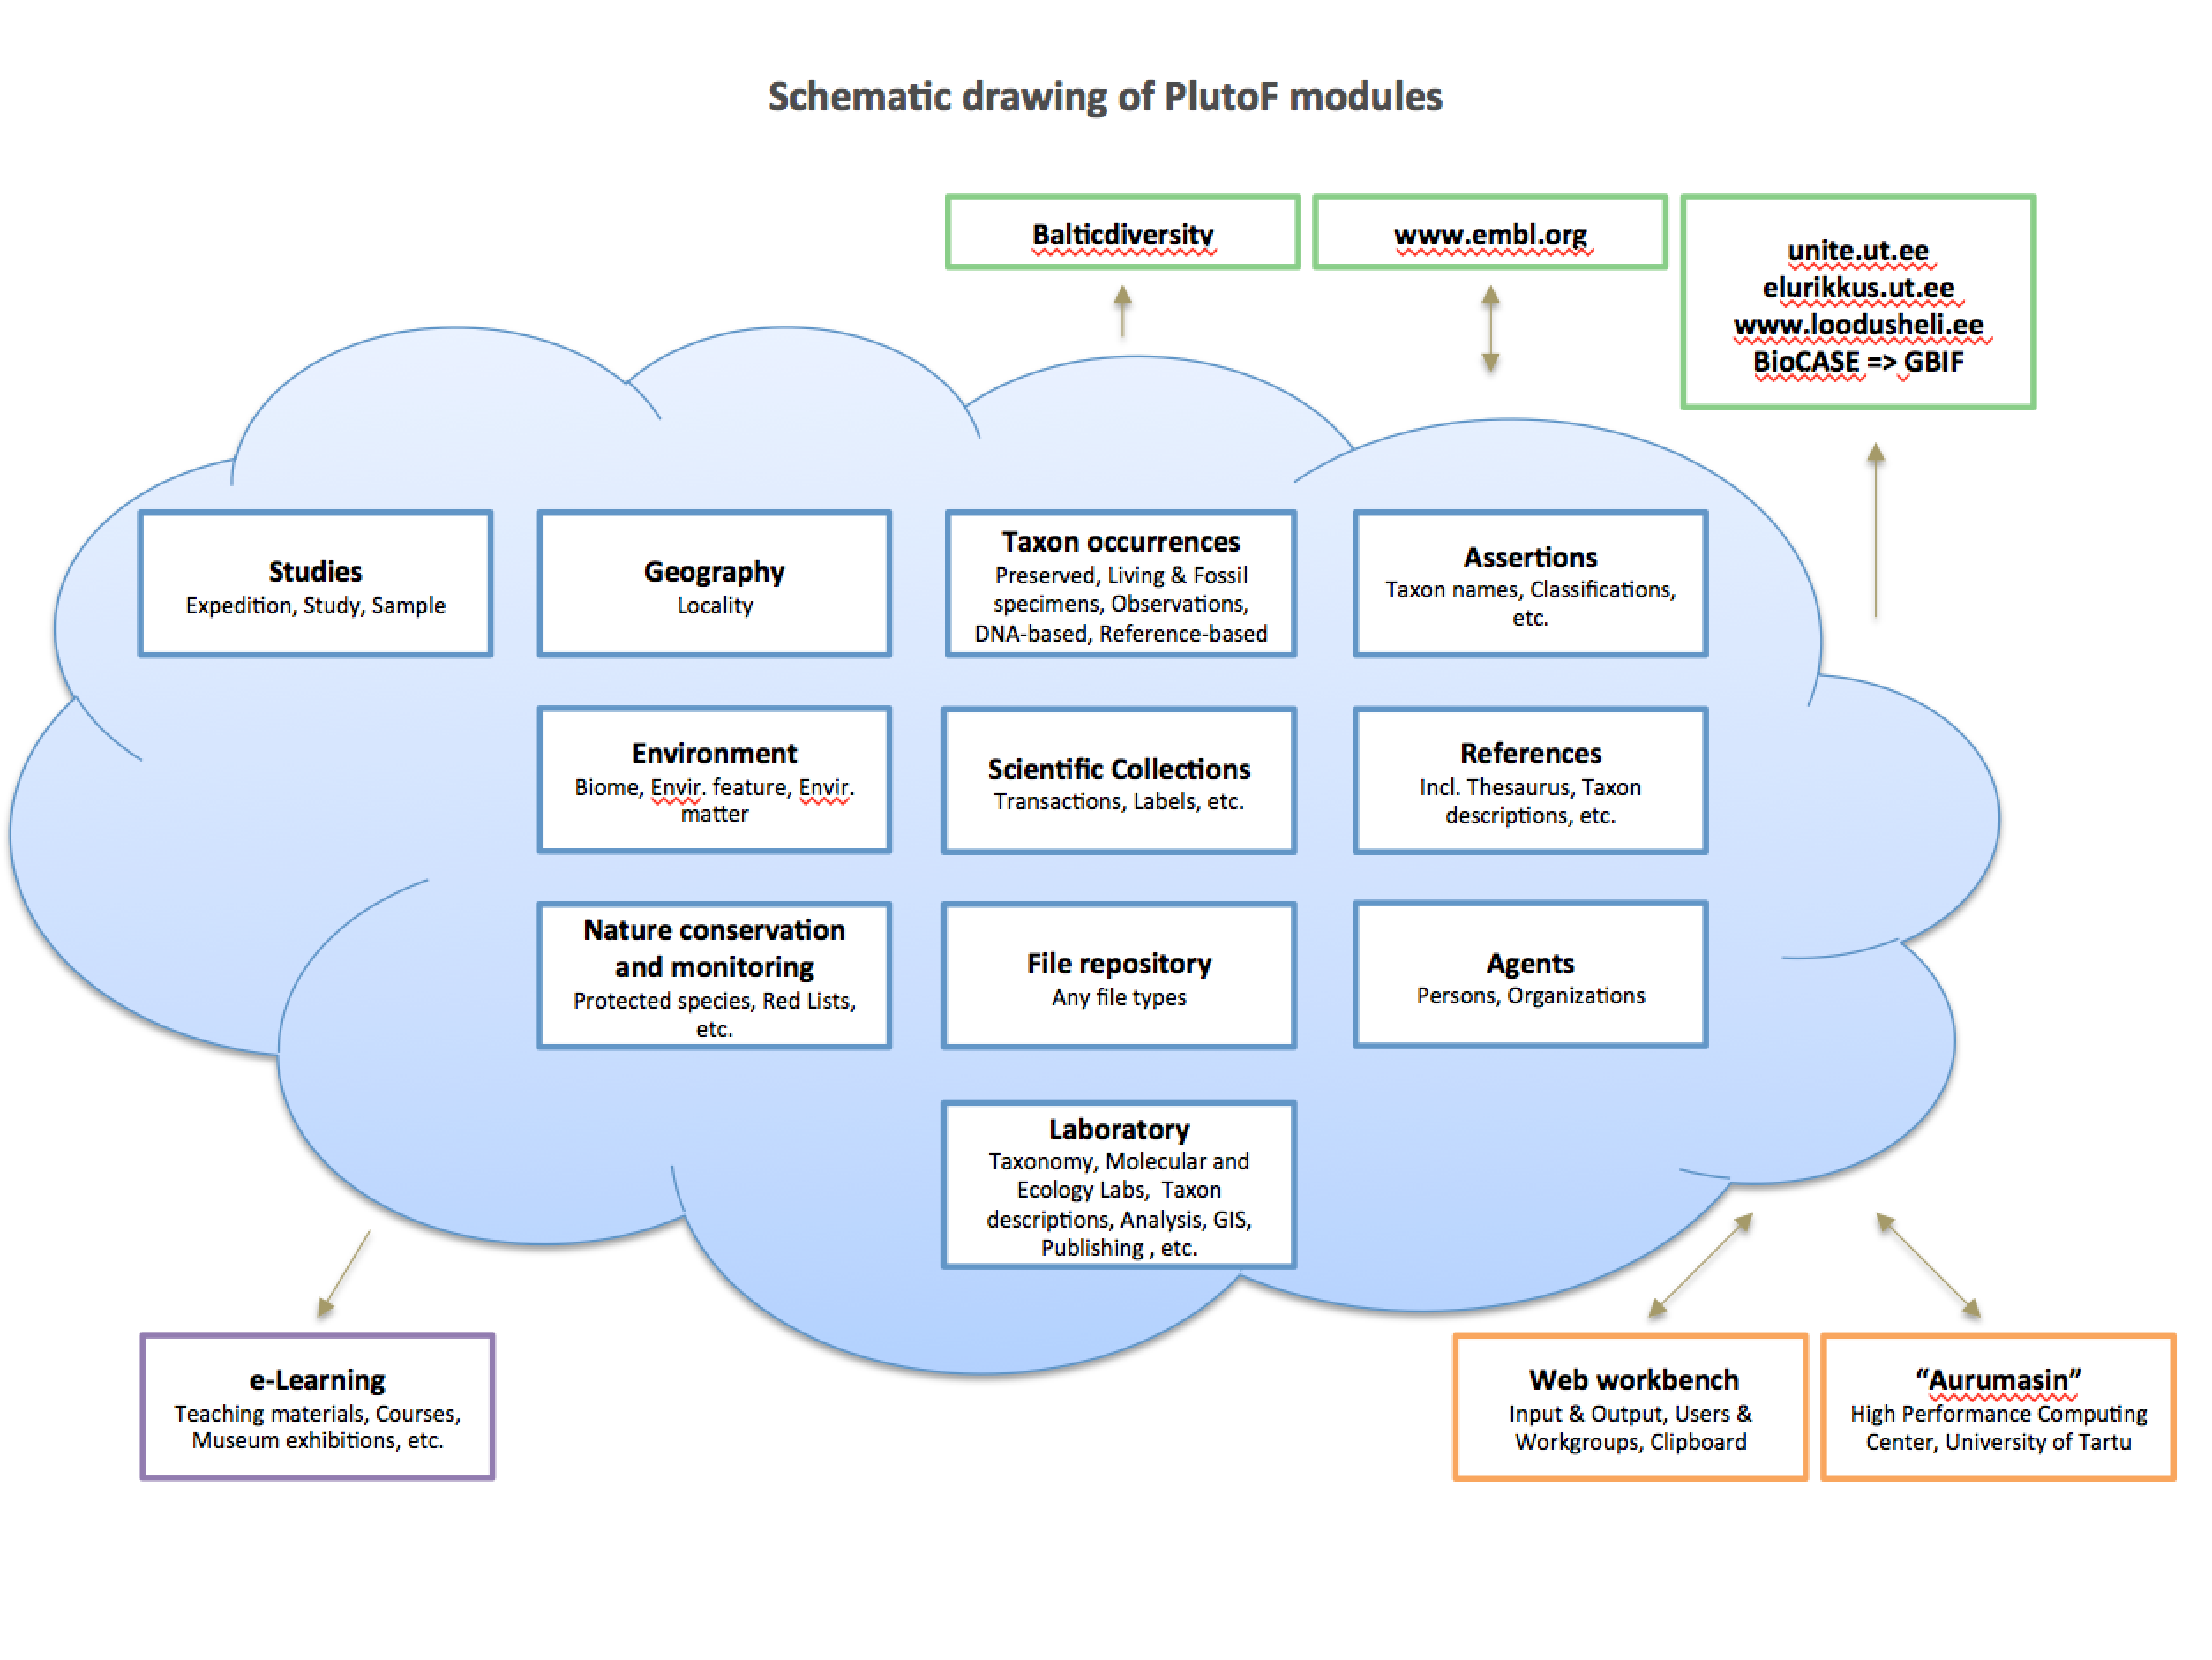 Schematic drawing of PlutoF modules
Balticdiversity
www.embl.org
unite.ut.ee
elurikkus.ut.ee
www.loodusheli.ee
BioCASE => GBIF
Studies
Expedition, Study, Sample
Geography
Locality
Taxon occurrences
Preserved, Living & Fossil
specimens, Observations,
DNA-based, Reference-based
Assertions
Taxon names, Classifications,
etc.
Environment
Biome, Envir. feature, Envir.
matter
Scientific Collections
Transactions, Labels, etc.
References
Incl. Thesaurus, Taxon
descriptions, etc.
Nature conservation
and monitoring
Protected species, Red Lists,
etc.
File repository
Any file types
Agents
Persons, Organizations
Laboratory
Taxonomy, Molecular and
Ecology Labs, Taxon
descriptions, Analysis, GIS,
Publishing , etc.
e-Learning
Teaching materials, Courses,
Museum exhibitions, etc.
Web workbench
Input & Output, Users &
Workgroups, Clipboard
“Aurumasin”
High Performance Computing
Center, University of Tartu